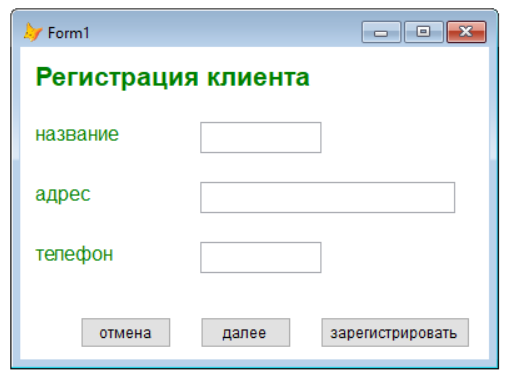 Form1
Регистрация клиента
название
адрес
телефон
отмена далее зарегистрировать